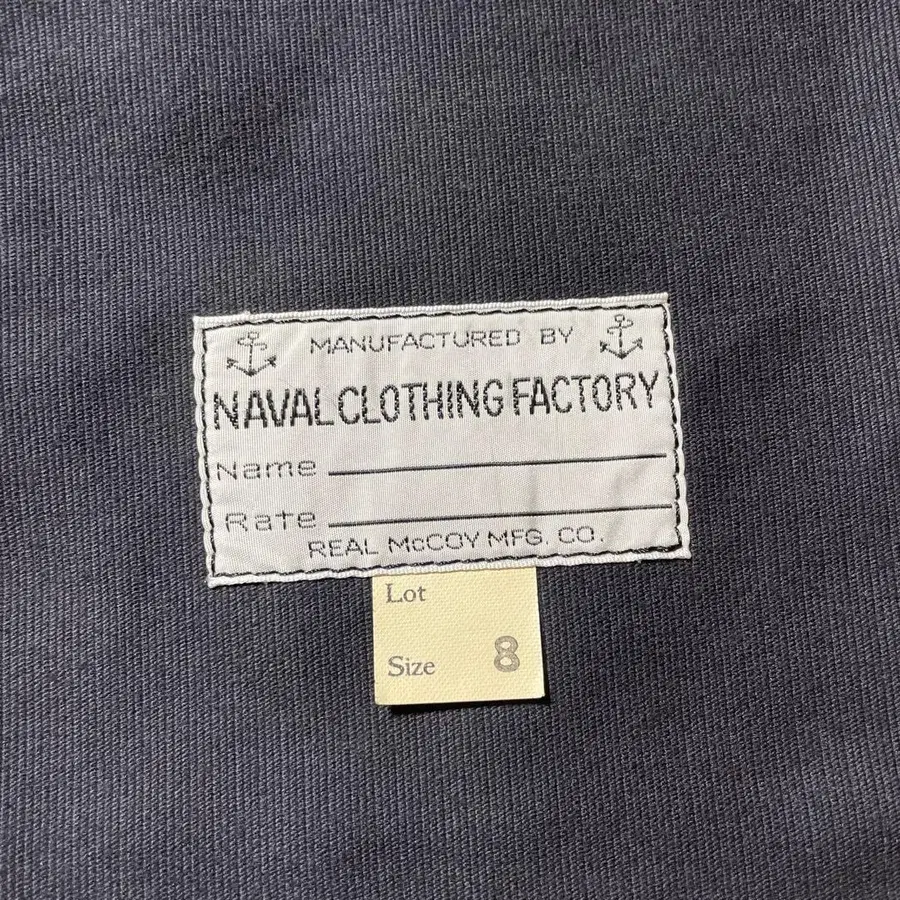 MANUFACTURED BY
NAVAL CLOTHING FACTORY
Name
Rate
REAL McCOY MFG. CO.
Lot
Size 8